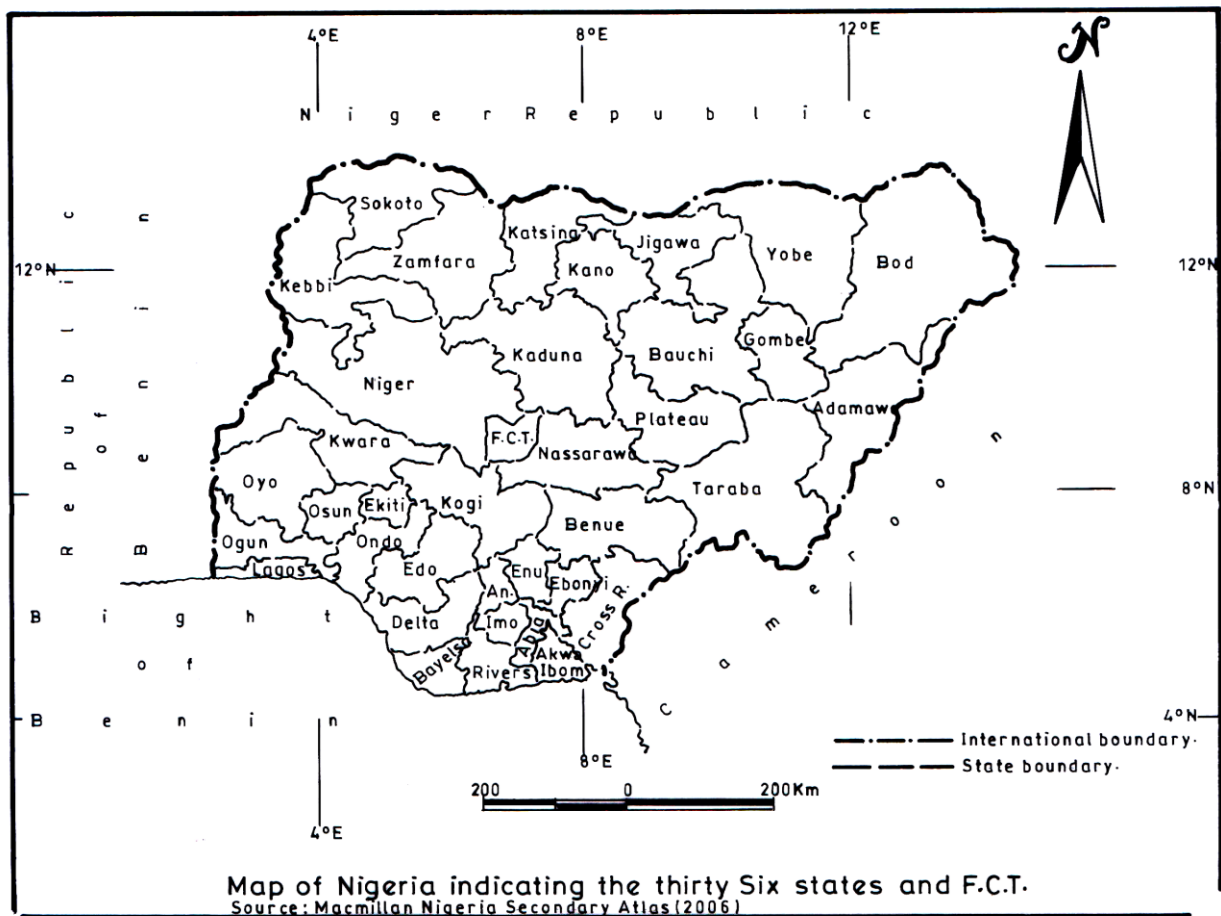 4°E 8°E 12°E
N
N i g e r R e p u b l i c
R e p u b l i c
of
B e n i n
12°N 12°N
Sokoto
Katsina
Jigawa
Yobe
Bod
Zamfara
Kano
Kebbi
Gombe
Kaduna
Bauchi
Niger
Adamaw
Plateau
F.C.T.
Kwara
Nassarawa
Oyo
Taraba
8°N
Osun
Ekiti
Kogi
Benue
Ogun
Ondo
Lagos
Edo
Enu
Ebonyi
An.
Cross R.
Delta
Imo
Abia
Akwa
Ibom
Bayelsa
Rivers
C a m e r o o n
B i g h t
o f
B e n i n
4°N
International boundary.
State boundary.
8°E
200 0 200Km
4°E
Map of Nigeria indicating the thirty Six states and F.C.T.
Source: Macmillan Nigeria Secondary Atlas (2006)